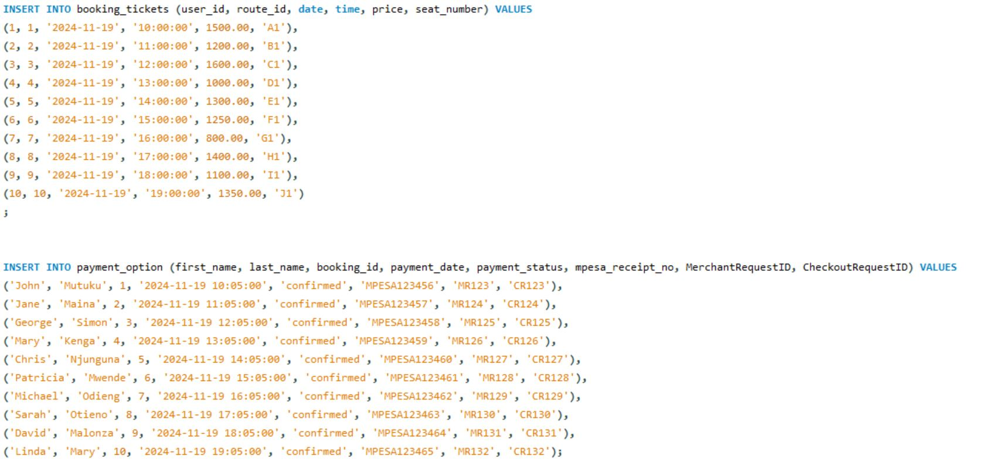 INSERT INTO booking_tickets (user_id, route_id, date, time, price, seat_number) VALUES
(1, 1, '2024-11-19', '10:00:00', 1500.00, 'A1'),
(2, 2, '2024-11-19', '11:00:00', 1200.00, 'B1'),
(3, 3, '2024-11-19', '12:00:00', 1600.00, 'C1'),
(4, 4, '2024-11-19', '13:00:00', 1000.00, 'D1'),
(5, 5, '2024-11-19', '14:00:00', 1300.00, 'E1'),
(6, 6, '2024-11-19', '15:00:00', 1250.00, 'F1'),
(7, 7, '2024-11-19', '16:00:00', 800.00, 'G1'),
(8, 8, '2024-11-19', '17:00:00', 1400.00, 'H1'),
(9, 9, '2024-11-19', '18:00:00', 1100.00, 'I1'),
(10, 10, '2024-11-19', '19:00:00', 1350.00, 'J1')
;
INSERT INTO payment_option (first_name, last_name, booking_id, payment_date, payment_status, mpesa_receipt_no, MerchantRequestID, CheckoutRequestID) VALUES
('John', 'Mutuku', 1, '2024-11-19 10:05:00', 'confirmed', 'MPESA123456', 'MR123', 'CR123'),
('Jane', 'Maina', 2, '2024-11-19 11:05:00', 'confirmed', 'MPESA123457', 'MR124', 'CR124'),
('George', 'Simon', 3, '2024-11-19 12:05:00', 'confirmed', 'MPESA123458', 'MR125', 'CR125'),
('Mary', 'Kenga', 4, '2024-11-19 13:05:00', 'confirmed', 'MPESA123459', 'MR126', 'CR126'),
('Chris', 'Njunguna', 5, '2024-11-19 14:05:00', 'confirmed', 'MPESA123460', 'MR127', 'CR127'),
('Patricia', 'Mwende', 6, '2024-11-19 15:05:00', 'confirmed', 'MPESA123461', 'MR128', 'CR128'),
('Michael', 'Odieng', 7, '2024-11-19 16:05:00', 'confirmed', 'MPESA123462', 'MR129', 'CR129'),
('Sarah', 'Otieno', 8, '2024-11-19 17:05:00', 'confirmed', 'MPESA123463', 'MR130', 'CR130'),
('David', 'Malonza', 9, '2024-11-19 18:05:00', 'confirmed', 'MPESA123464', 'MR131', 'CR131'),
('Linda', 'Mary', 10, '2024-11-19 19:05:00', 'confirmed', 'MPESA123465', 'MR132', 'CR132');